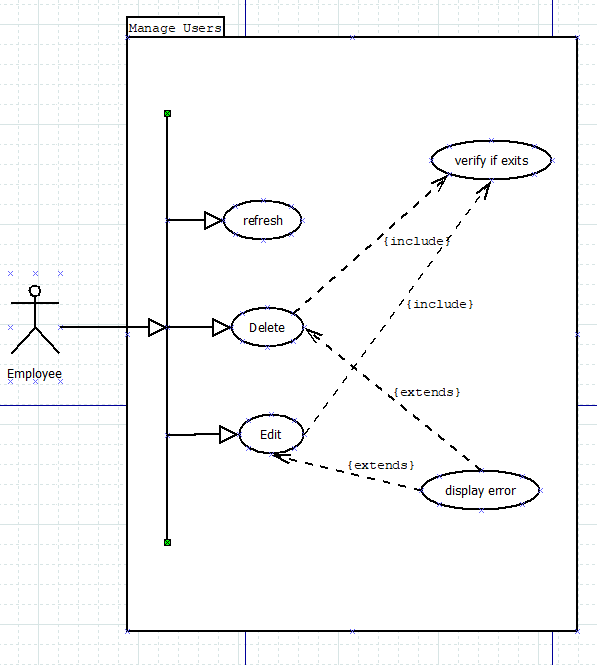 Manage Users
verify if exits
refresh
{include}
{include}
Delete
Employee
{extends}
Edit
{extends}
display error